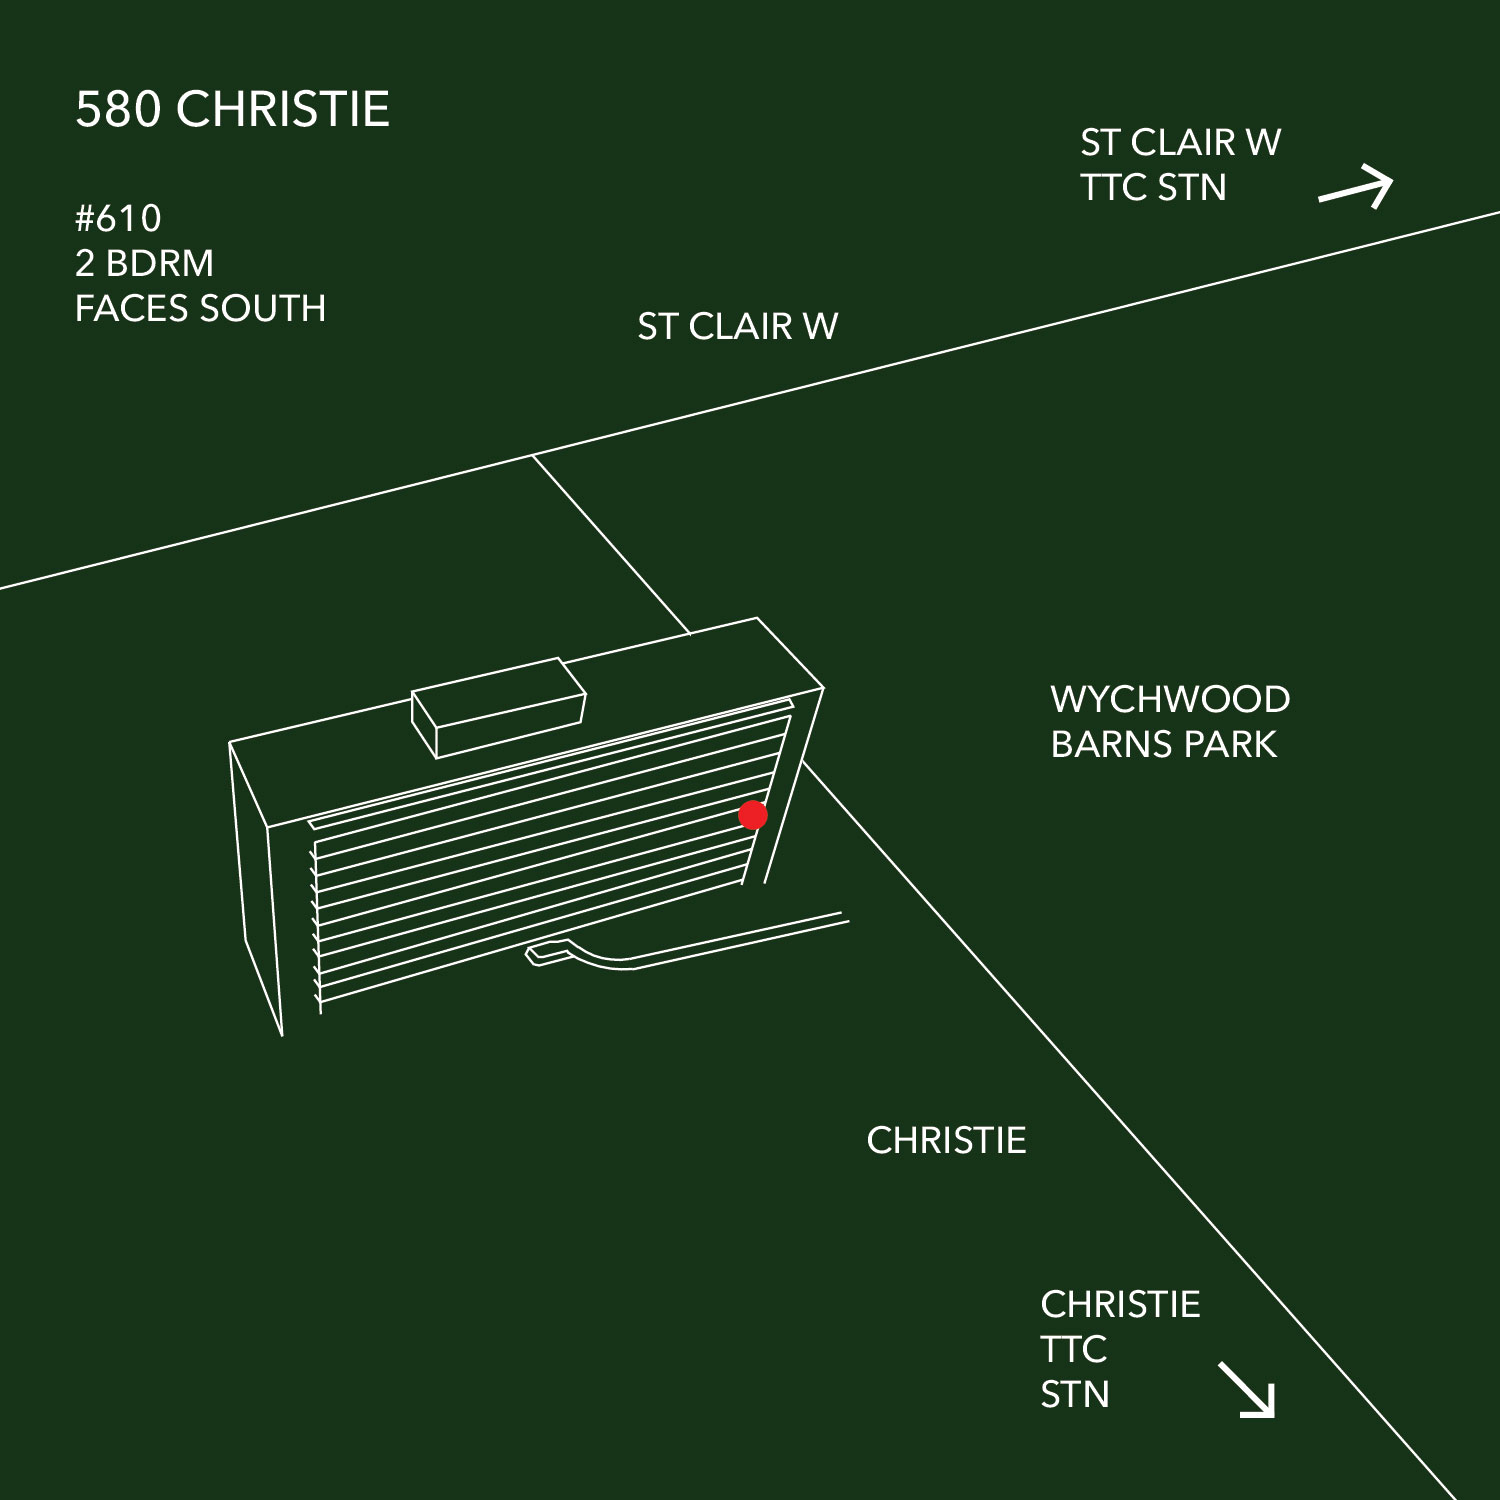 580 CHRISTIE
#610
2 BDRM
FACES SOUTH
ST CLAIR W
TTC STN
ST CLAIR W
WYCHWOOD
BARNS PARK
CHRISTIE
CHRISTIE
TTC
STN